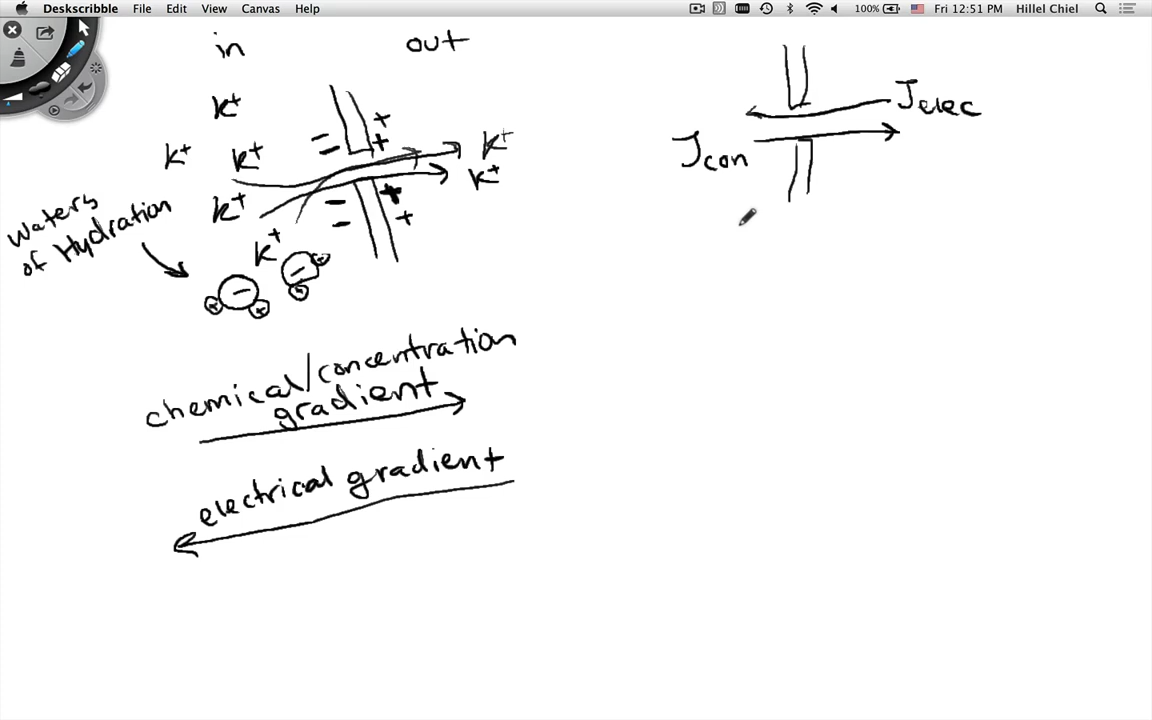 Deskscribble File Edit View Canvas Help 100% Fri 12:51 PM Hillel Chiel
in out
K+
K+ K+ = + + K+
K+ = + + K+
K+
Waters
of Hydration
− −
+ + + +
chemical/concentration
gradient
electrical gradient
Jelec
Jcon